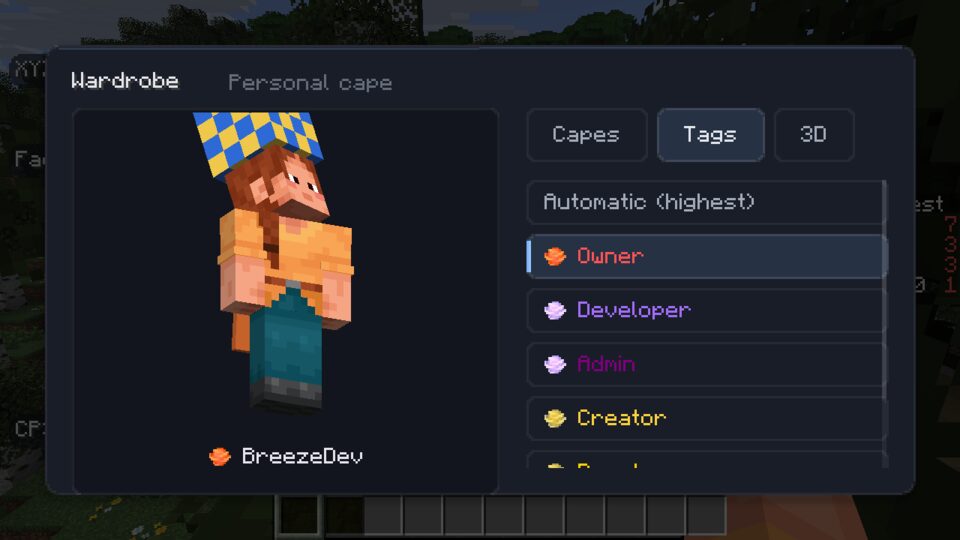 Wardrobe
Personal cape
Capes
Tags
3D
Automatic (highest)
Owner
Developer
Admin
Creator
BreezeDev